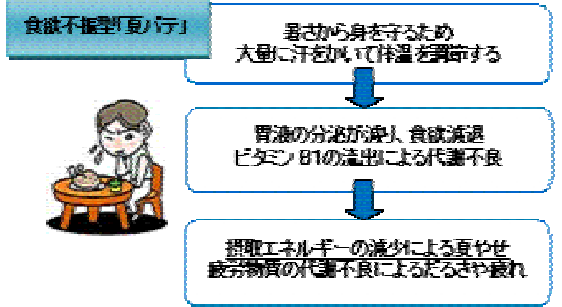 食欲不振型「夏バテ」
暑さから身を守るため
大量に汗をかいて体温を調節する
胃液の分泌が減り、食欲減退
ビタミンB1の流出による代謝不良
摂取エネルギーの減少による夏やせ
疲労物質の代謝不良によるだるさや疲れ